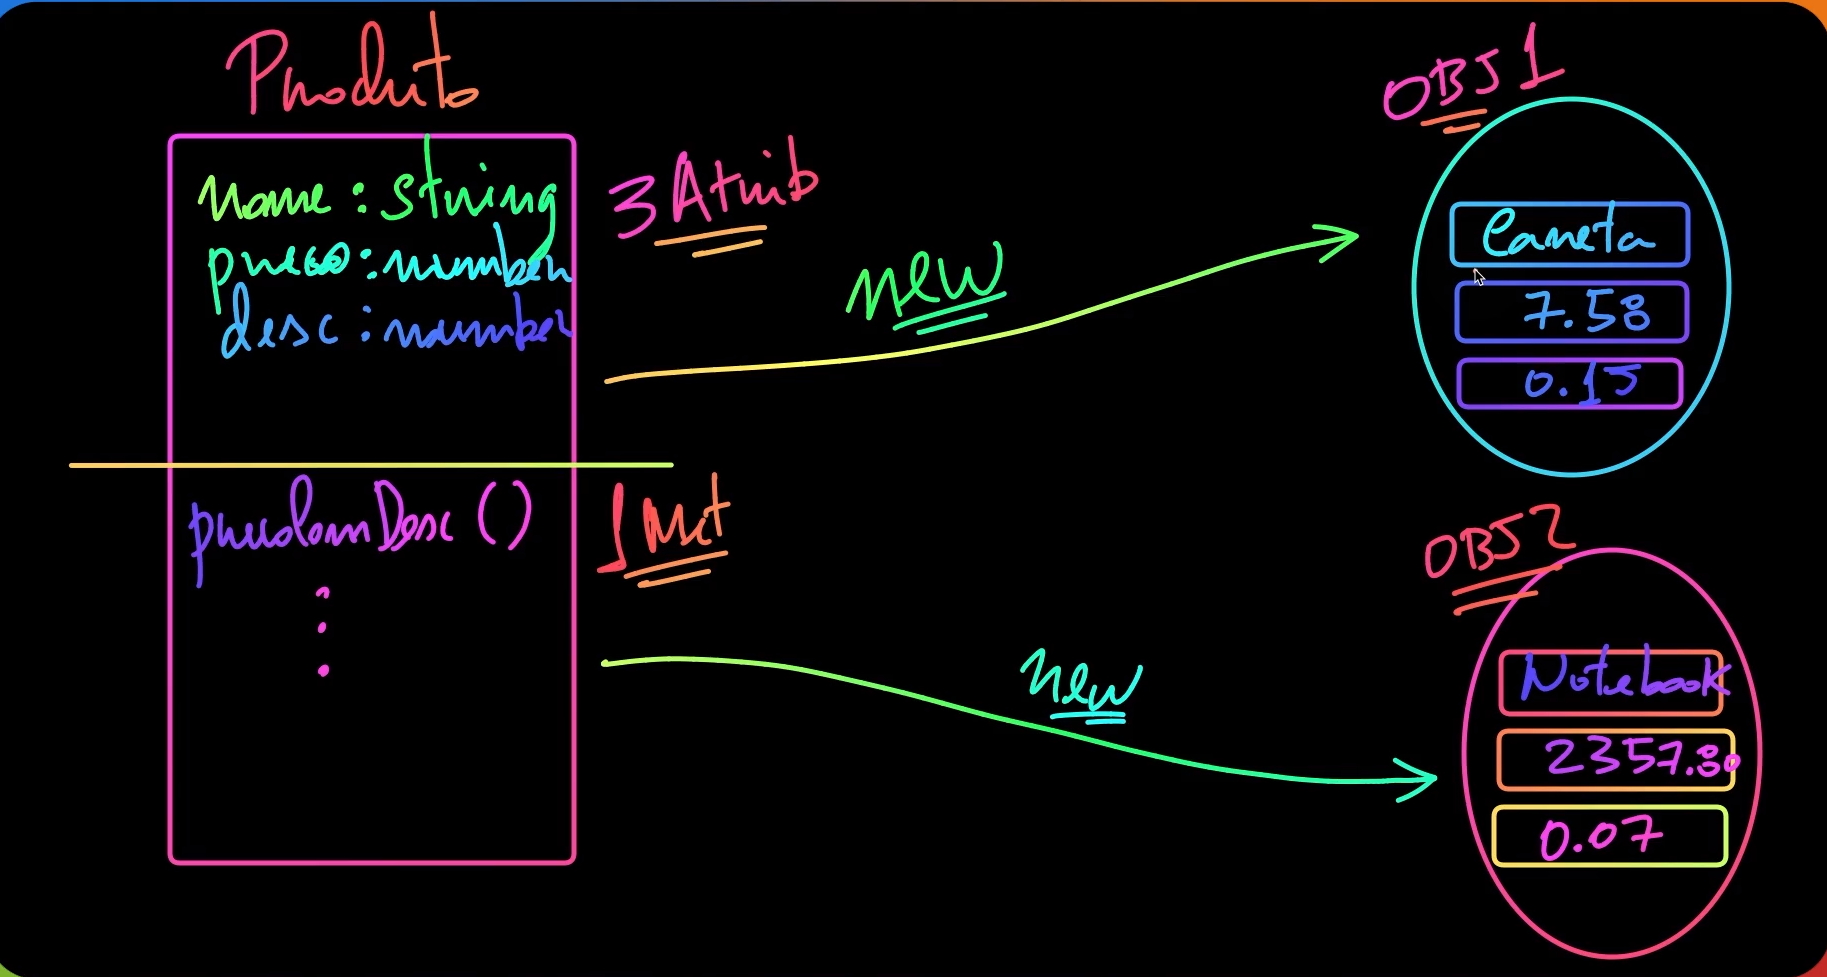 Produto
nome : string
preco : number
desc : number
3 Atrib
precoComDesc ()
1 Met
new
new
OBJ 1
Caneta
7.58
0.15
OBJ 2
Notebook
2357.80
0.07